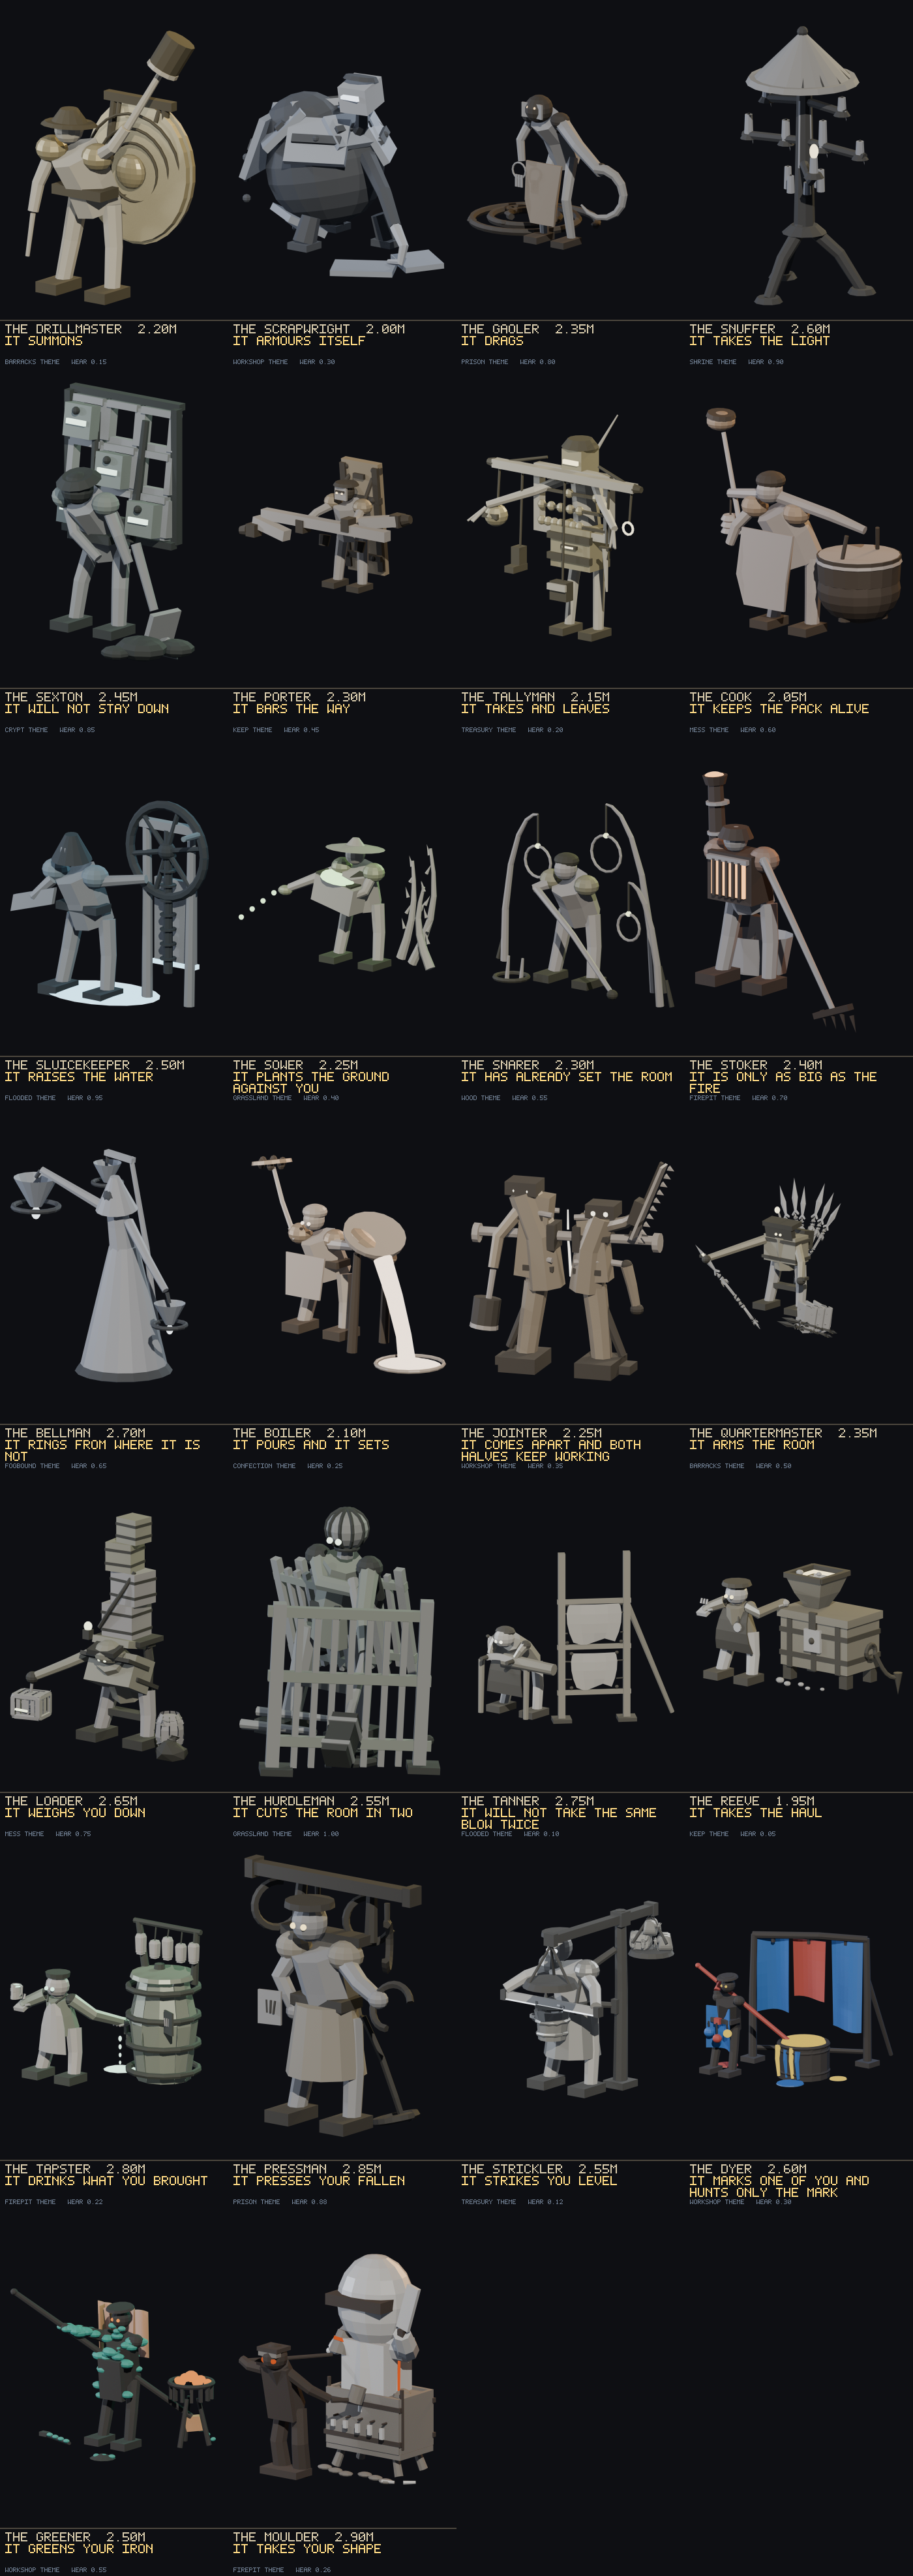 THE DRILLMASTER 2.20M
IT SUMMONS
BARRACKS THEME WEAR 0.15
THE SCRAPWRIGHT 2.00M
IT ARMOURS ITSELF
WORKSHOP THEME WEAR 0.30
THE GAOLER 2.35M
IT DRAGS
PRISON THEME WEAR 0.80
THE SNUFFER 2.60M
IT TAKES THE LIGHT
SHRINE THEME WEAR 0.90
THE SEXTON 2.45M
IT WILL NOT STAY DOWN
CRYPT THEME WEAR 0.85
THE PORTER 2.30M
IT BARS THE WAY
KEEP THEME WEAR 0.45
THE TALLYMAN 2.15M
IT TAKES AND LEAVES
TREASURY THEME WEAR 0.20
THE COOK 2.05M
IT KEEPS THE PACK ALIVE
MESS THEME WEAR 0.60
THE SLUICEKEEPER 2.50M
IT RAISES THE WATER
FLOODED THEME WEAR 0.95
THE SOWER 2.25M
IT PLANTS THE GROUND
AGAINST YOU
GRASSLAND THEME WEAR 0.40
THE SNARER 2.30M
IT HAS ALREADY SET THE ROOM
WOOD THEME WEAR 0.55
THE STOKER 2.40M
IT IS ONLY AS BIG AS THE
FIRE
FIREPIT THEME WEAR 0.70
THE BELLMAN 2.70M
IT RINGS FROM WHERE IT IS
NOT
FOGBOUND THEME WEAR 0.65
THE BOILER 2.10M
IT POURS AND IT SETS
CONFECTION THEME WEAR 0.25
THE JOINTER 2.25M
IT COMES APART AND BOTH
HALVES KEEP WORKING
WORKSHOP THEME WEAR 0.35
THE QUARTERMASTER 2.35M
IT ARMS THE ROOM
BARRACKS THEME WEAR 0.50
THE LOADER 2.65M
IT WEIGHS YOU DOWN
MESS THEME WEAR 0.75
THE HURDLEMAN 2.55M
IT CUTS THE ROOM IN TWO
GRASSLAND THEME WEAR 1.00
THE TANNER 2.75M
IT WILL NOT TAKE THE SAME
BLOW TWICE
FLOODED THEME WEAR 0.10
THE REEVE 1.95M
IT TAKES THE HAUL
KEEP THEME WEAR 0.05
THE TAPSTER 2.80M
IT DRINKS WHAT YOU BROUGHT
FIREPIT THEME WEAR 0.22
THE PRESSMAN 2.85M
IT PRESSES YOUR FALLEN
PRISON THEME WEAR 0.88
THE STRICKLER 2.55M
IT STRIKES YOU LEVEL
TREASURY THEME WEAR 0.12
THE DYER 2.60M
IT MARKS ONE OF YOU AND
HUNTS ONLY THE MARK
WORKSHOP THEME WEAR 0.30
THE GREENER 2.50M
IT GREENS YOUR IRON
WORKSHOP THEME WEAR 0.55
THE MOULDER 2.90M
IT TAKES YOUR SHAPE
FIREPIT THEME WEAR 0.26